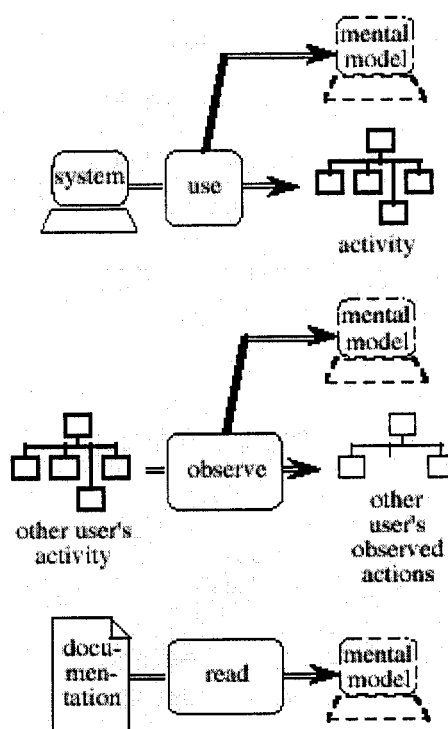 mental
model
system
use
activity
mental
model
observe
other user's
activity
other
user's
observed
actions
docu-
men-
tation
read
mental
model